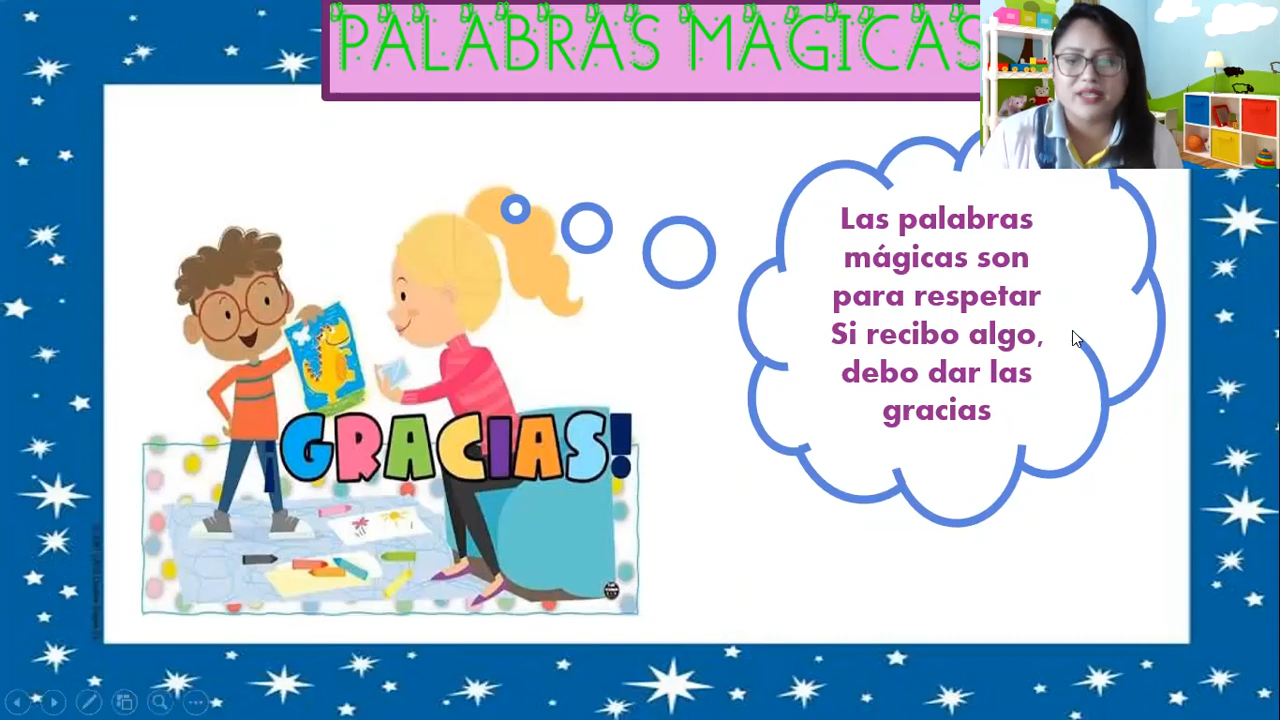 PALABRAS MAGICAS
Las palabras
mágicas son
para respetar
Si recibo algo,
debo dar las
gracias
¡GRACIAS!